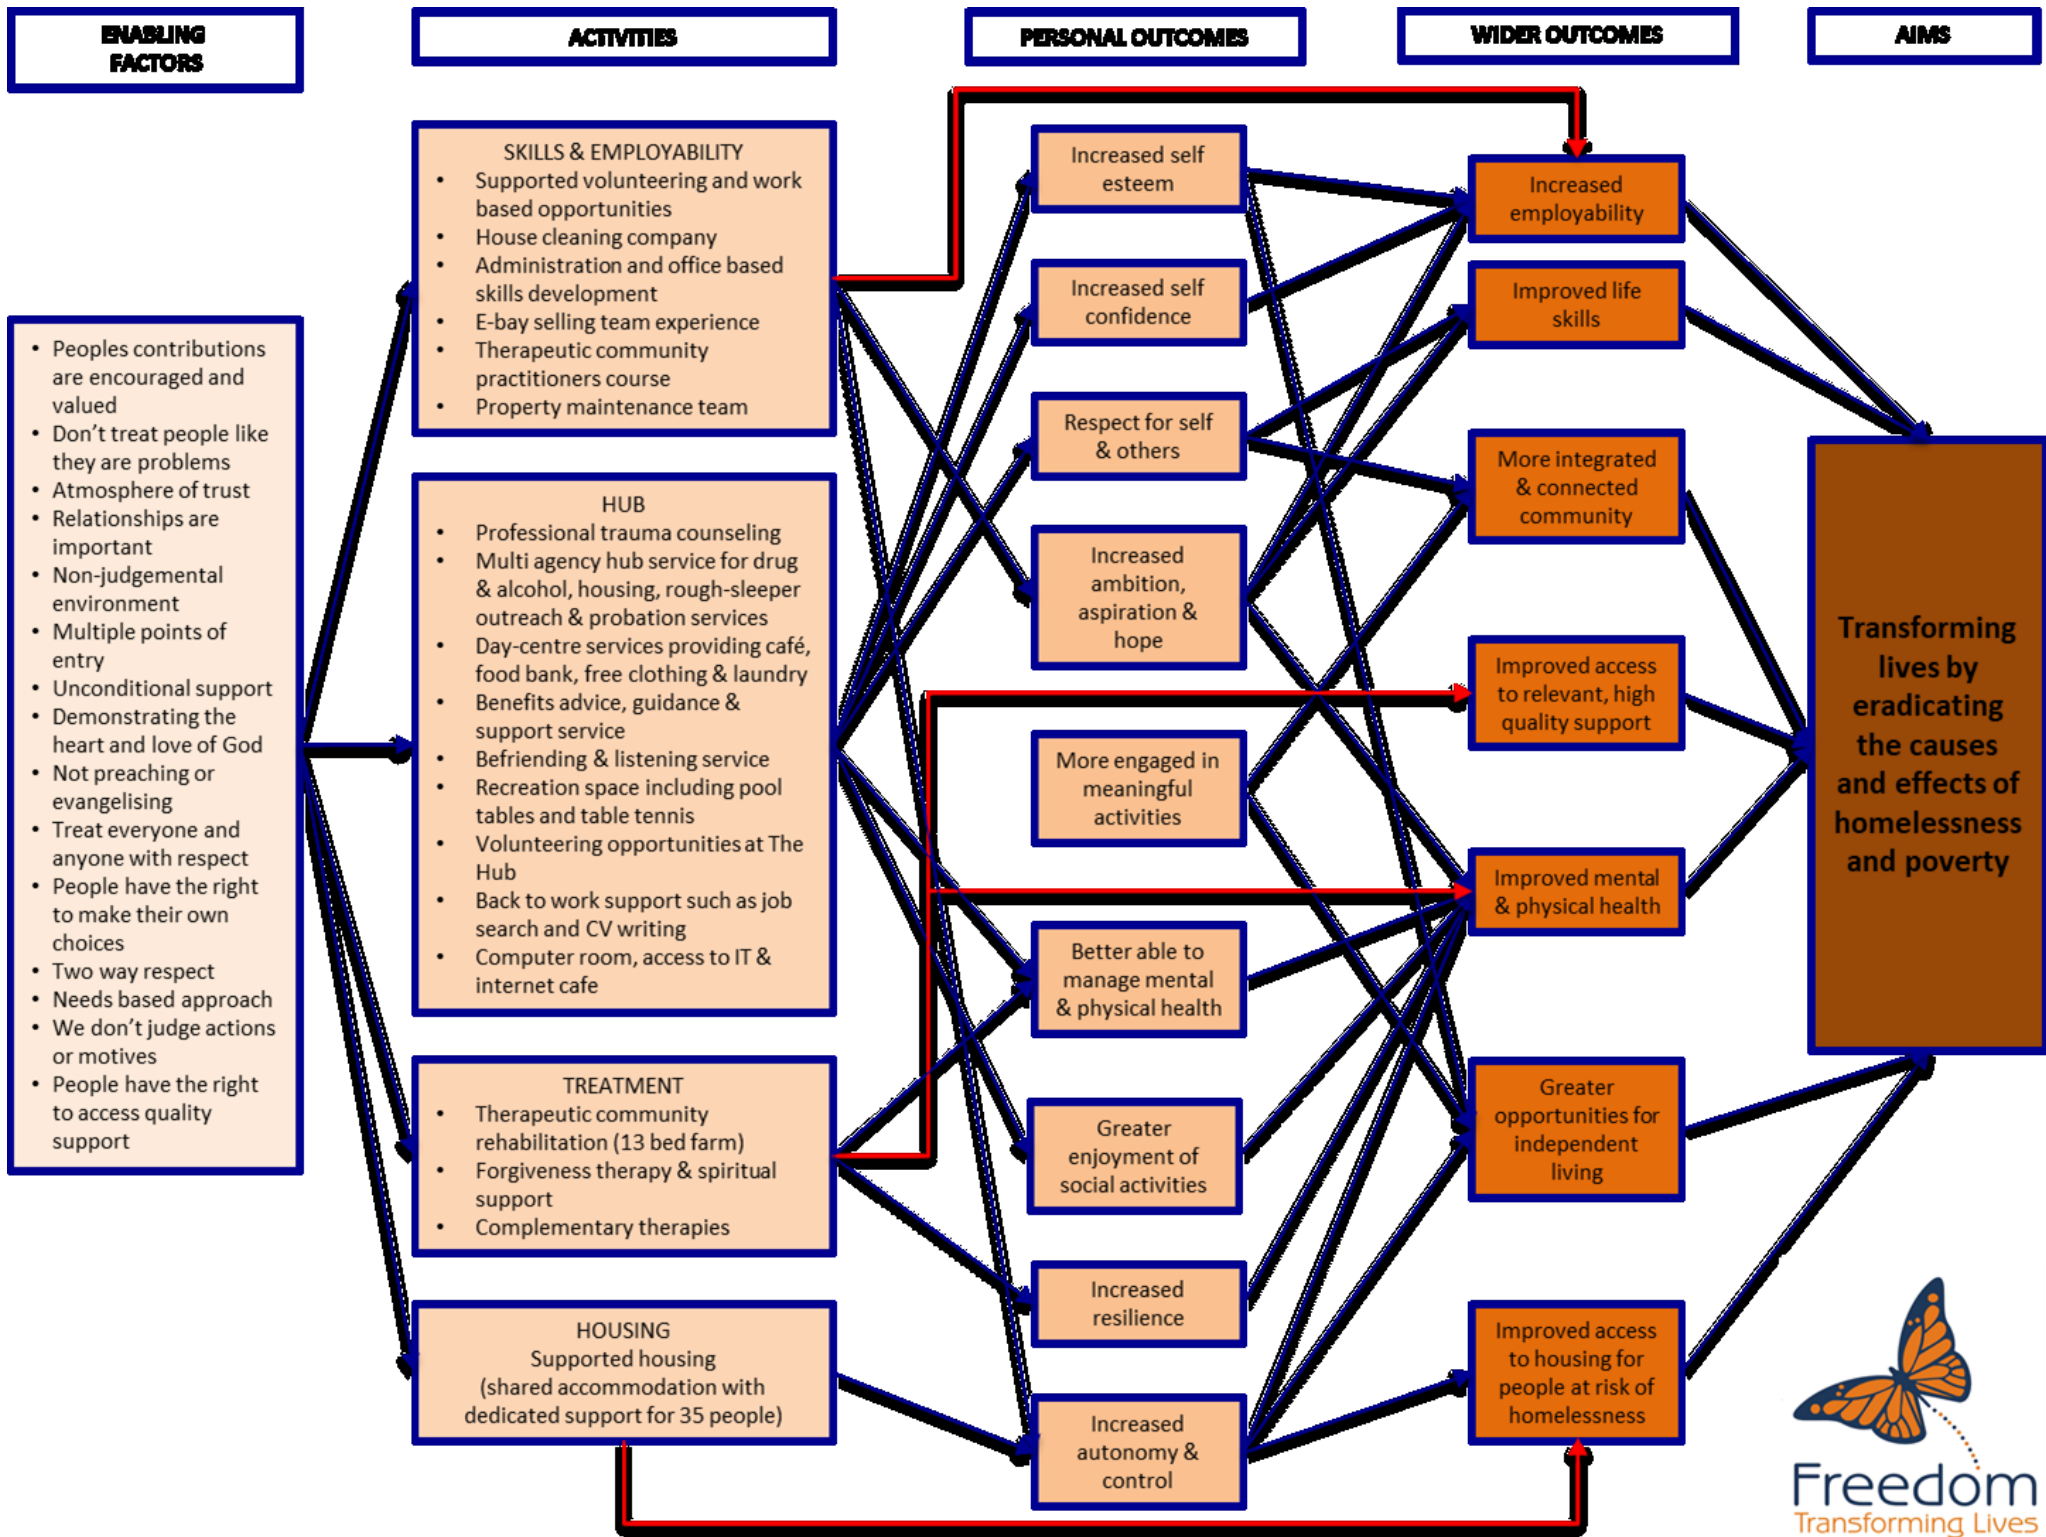 ENABLING
FACTORS
ACTIVITIES
PERSONAL OUTCOMES
WIDER OUTCOMES
AIMS
• Peoples contributions
are encouraged and
valued
• Don't treat people like
they are problems
• Atmosphere of trust
• Relationships are
important
• Non-judgemental
environment
• Multiple points of
entry
• Unconditional support
• Demonstrating the
heart and love of God
• Not preaching or
evangelising
• Treat everyone and
anyone with respect
• People have the right
to make their own
choices
• Two way respect
• Needs based approach
• We don't judge actions
or motives
• People have the right
to access quality
support
SKILLS & EMPLOYABILITY
• Supported volunteering and work
based opportunities
• House cleaning company
• Administration and office based
skills development
• E-bay selling team experience
• Therapeutic community
practitioners course
• Property maintenance team
HUB
• Professional trauma counseling
• Multi agency hub service for drug
& alcohol, housing, rough-sleeper
outreach & probation services
• Day-centre services providing café,
food bank, free clothing & laundry
• Benefits advice, guidance &
support service
• Befriending & listening service
• Recreation space including pool
tables and table tennis
• Volunteering opportunities at The
Hub
• Back to work support such as job
search and CV writing
• Computer room, access to IT &
internet cafe
TREATMENT
• Therapeutic community
rehabilitation (13 bed farm)
• Forgiveness therapy & spiritual
support
• Complementary therapies
HOUSING
Supported housing
(shared accommodation with
dedicated support for 35 people)
Increased self
esteem
Increased self
confidence
Respect for self
& others
Increased
ambition,
aspiration &
hope
More engaged in
meaningful
activities
Better able to
manage mental
& physical health
Greater
enjoyment of
social activities
Increased
resilience
Increased
autonomy &
control
Increased
employability
Improved life
skills
More integrated
& connected
community
Improved access
to relevant, high
quality support
Improved mental
& physical health
Greater
opportunities for
independent
living
Improved access
to housing for
people at risk of
homelessness
Transforming
lives by
eradicating
the causes
and effects of
homelessness
and poverty
Freedom
Transforming Lives